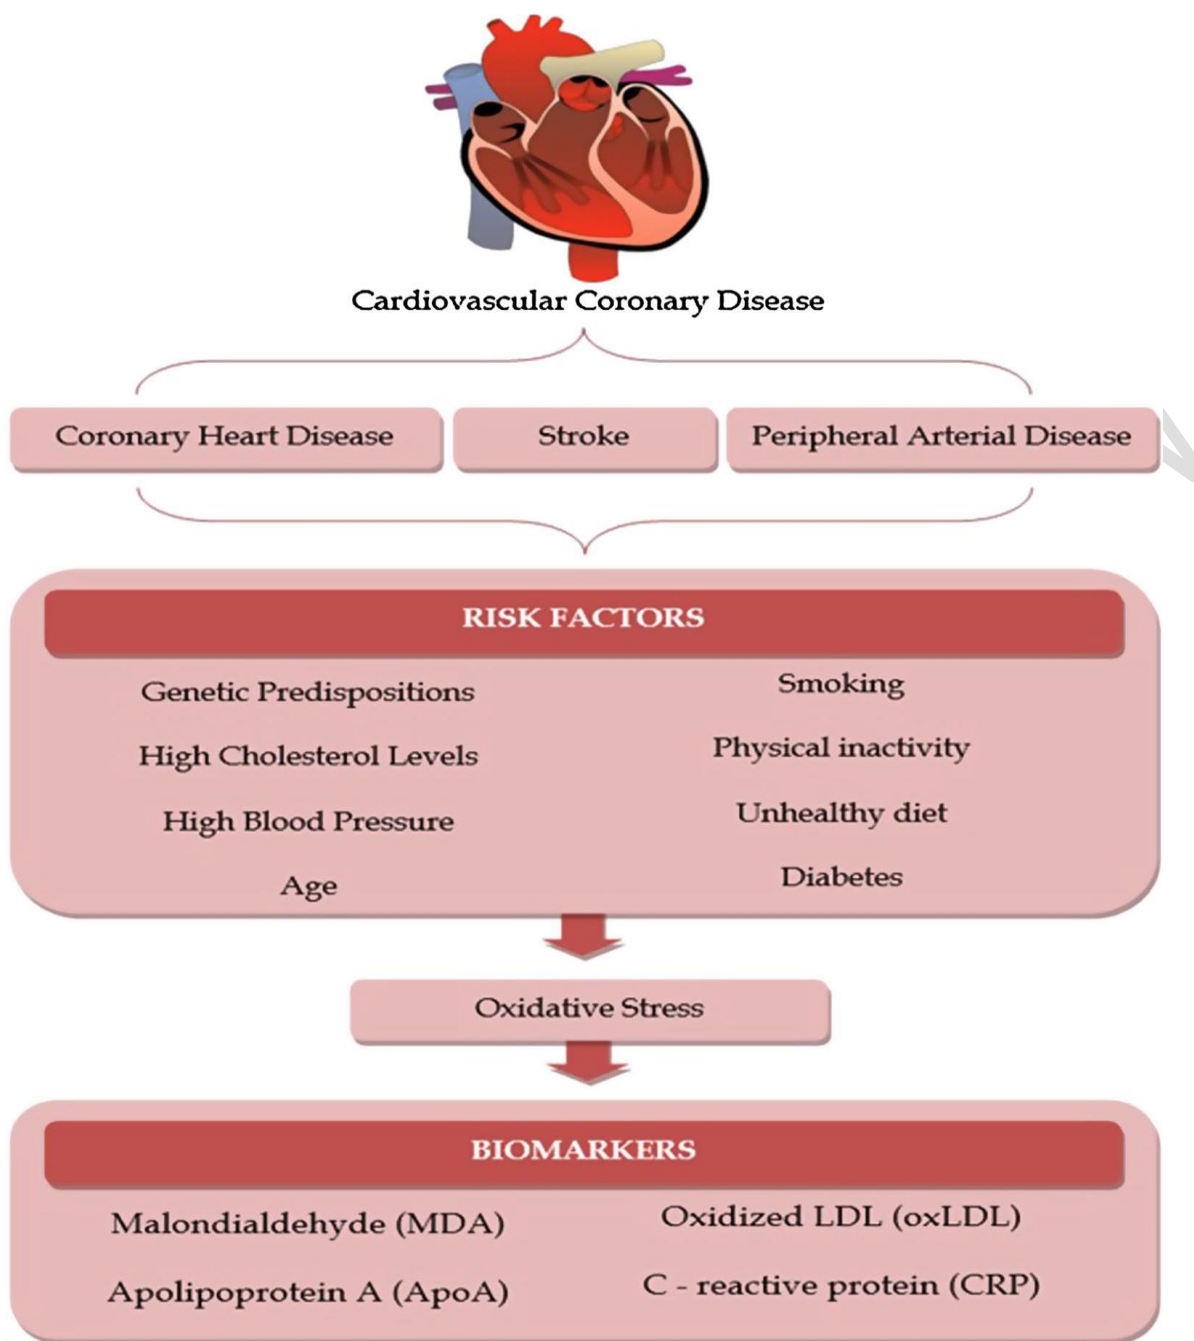 Cardiovascular Coronary Disease
Coronary Heart Disease
Stroke
Peripheral Arterial Disease
RISK FACTORS
Genetic Predispositions
High Cholesterol Levels
High Blood Pressure
Age
Smoking
Physical inactivity
Unhealthy diet
Diabetes
Oxidative Stress
BIOMARKERS
Malondialdehyde (MDA)
Apolipoprotein A (ApoA)
Oxidized LDL (oxLDL)
C - reactive protein (CRP)